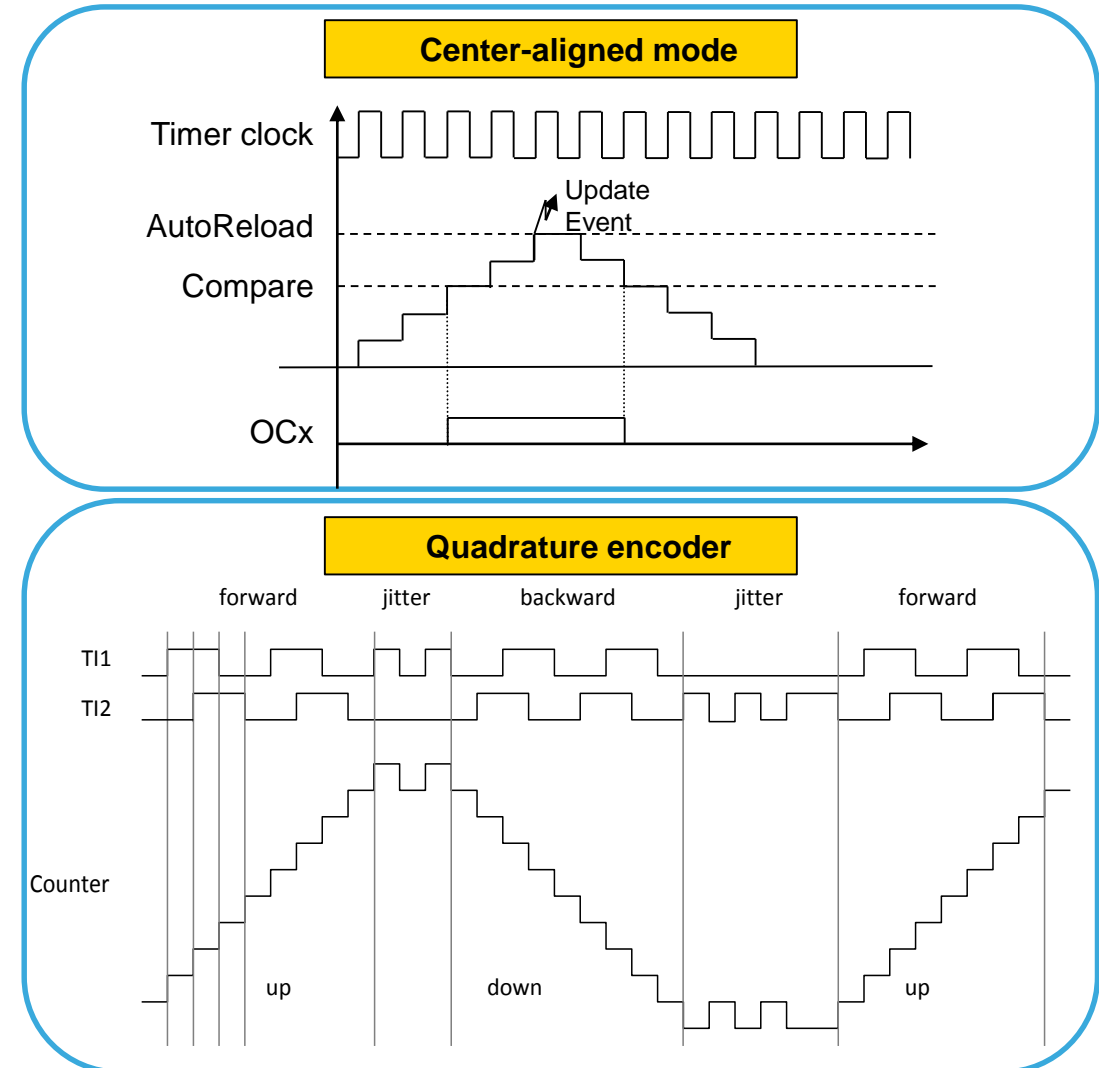 Center-aligned mode
Timer clock
Update
Event
AutoReload
Compare
OCx
Quadrature encoder
forward jitter backward jitter forward
TI1
TI2
Counter
up down up